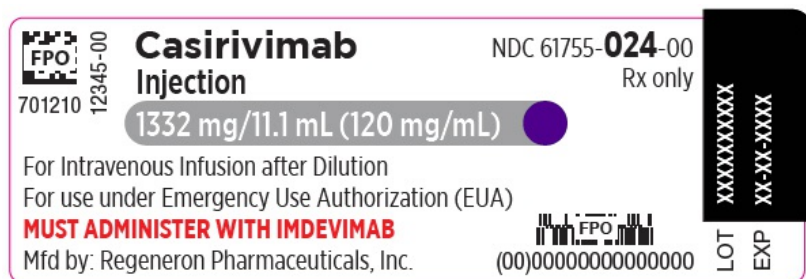 FPO
701210
12345-00
Casirivimab
Injection
1332 mg/11.1 mL (120 mg/mL)
NDC 61755-024-00
Rx only
For Intravenous Infusion after Dilution
For use under Emergency Use Authorization (EUA)
MUST ADMINISTER WITH IMDEVIMAB
Mfd by: Regeneron Pharmaceuticals, Inc.
FPO
(00)00000000000000
LOT XXXXXXXXXX
EXP XX-XX-XXXX